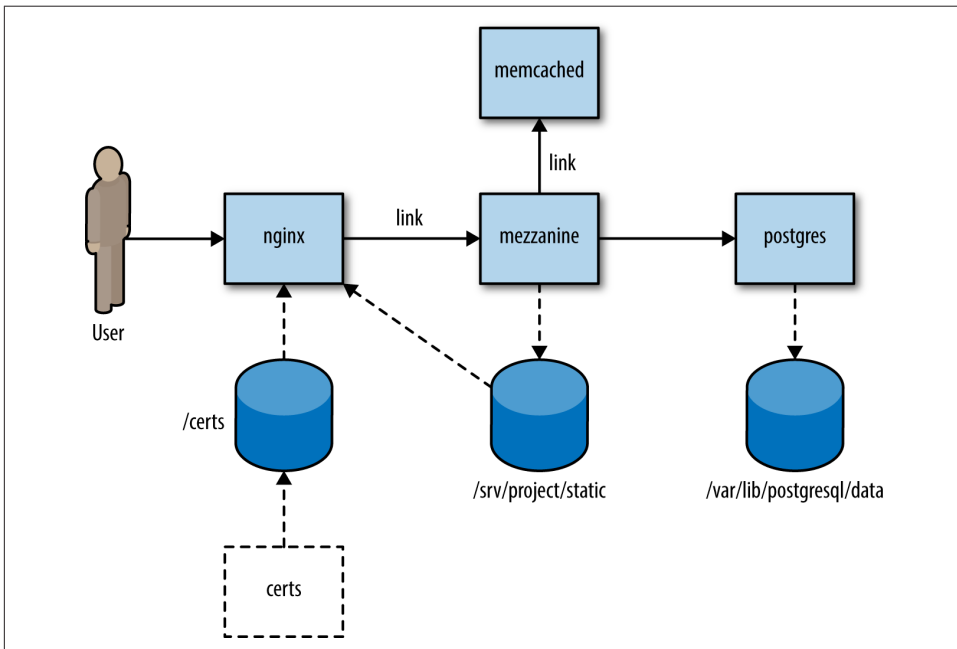 memcached
link
nginx
link
mezzanine
postgres
User
/certs
/srv/project/static
/var/lib/postgresql/data
certs